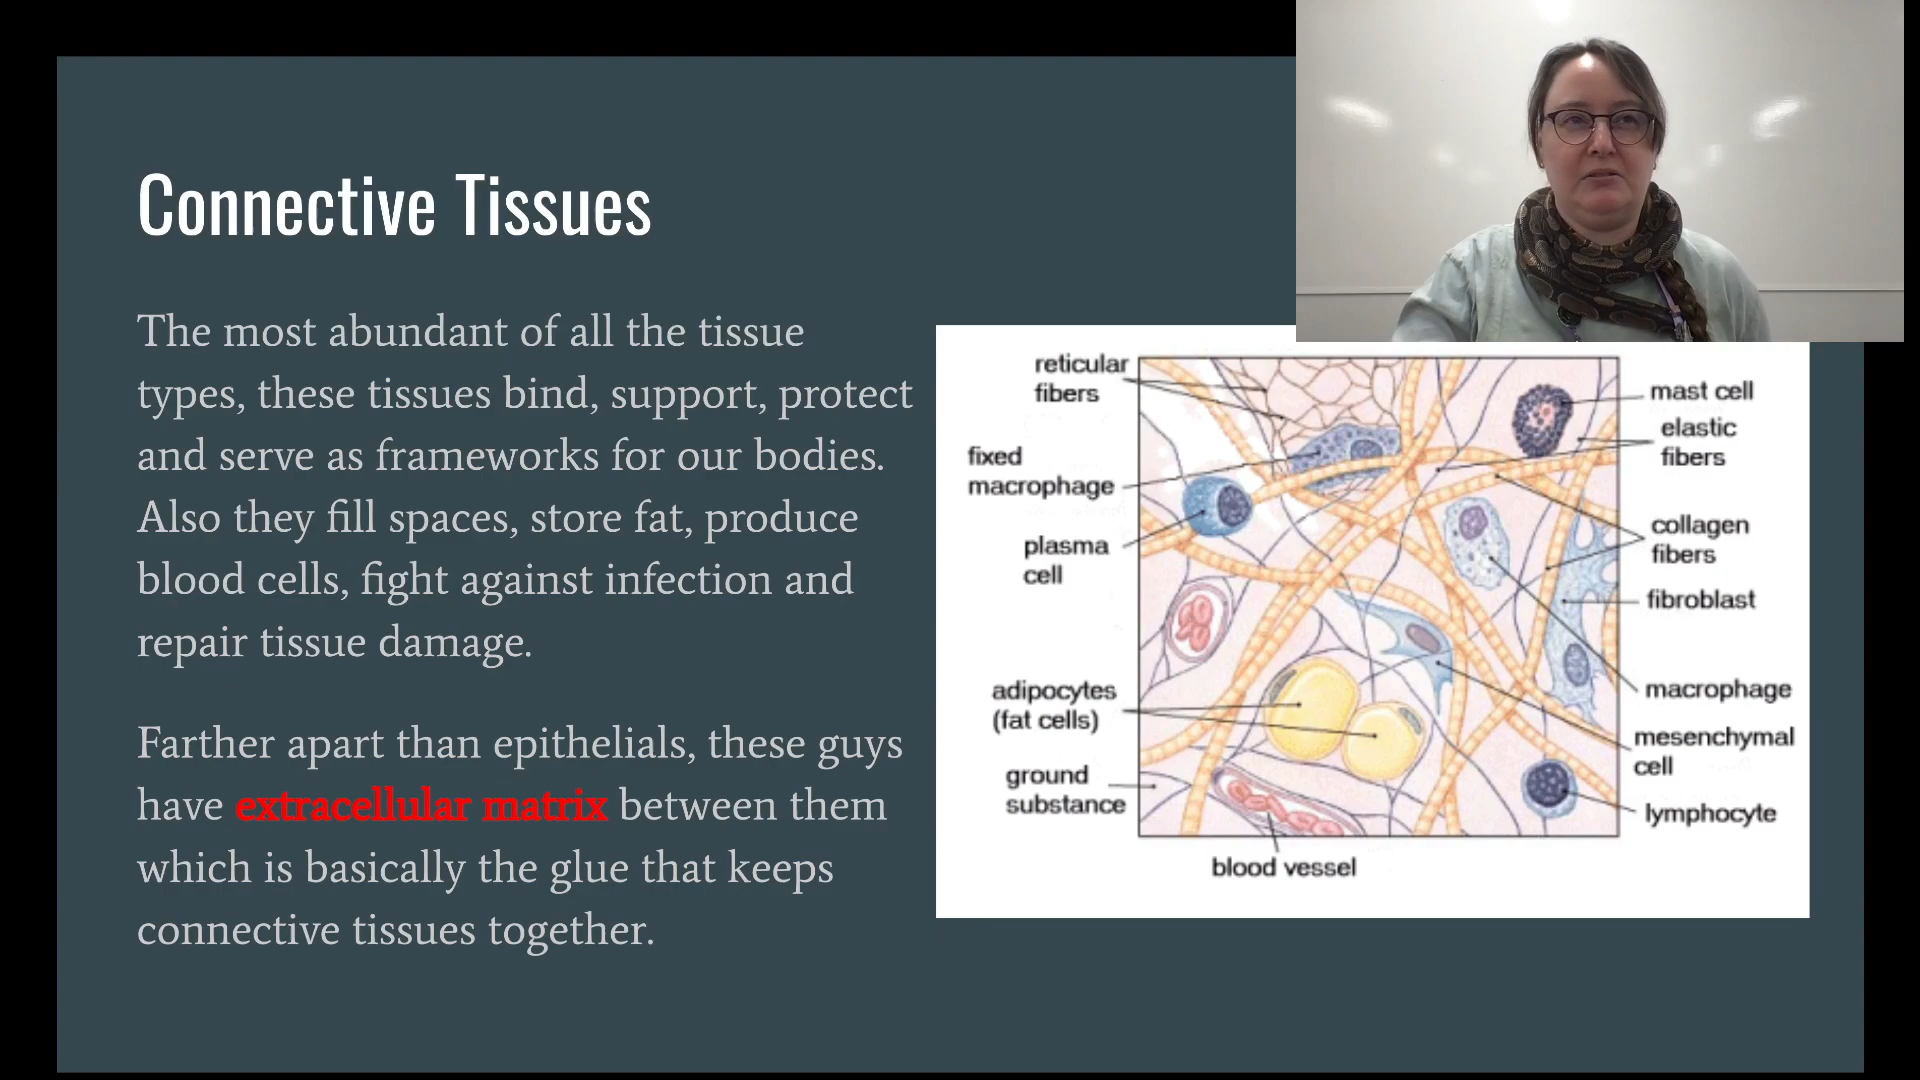 Connective Tissues
The most abundant of all the tissue
types, these tissues bind, support, protect
and serve as frameworks for our bodies.
Also they fill spaces, store fat, produce
blood cells, fight against infection and
repair tissue damage.
Farther apart than epithelials, these guys
have extracellular matrix between them
which is basically the glue that keeps
connective tissues together.
reticular
fibers
fixed
macrophage
plasma
cell
adipocytes
(fat cells)
ground
substance
blood vessel
mast cell
elastic
fibers
collagen
fibers
fibroblast
macrophage
mesenchymal
cell
lymphocyte